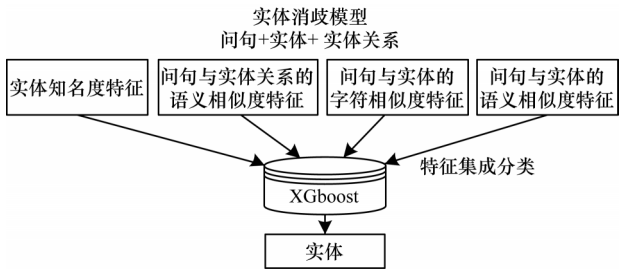 实体消歧模型
问句+实体+ 实体关系
实体知名度特征
问句与实体关系的
语义相似度特征
问句与实体的
字符相似度特征
问句与实体的
语义相似度特征
特征集成分类
XGboost
实体